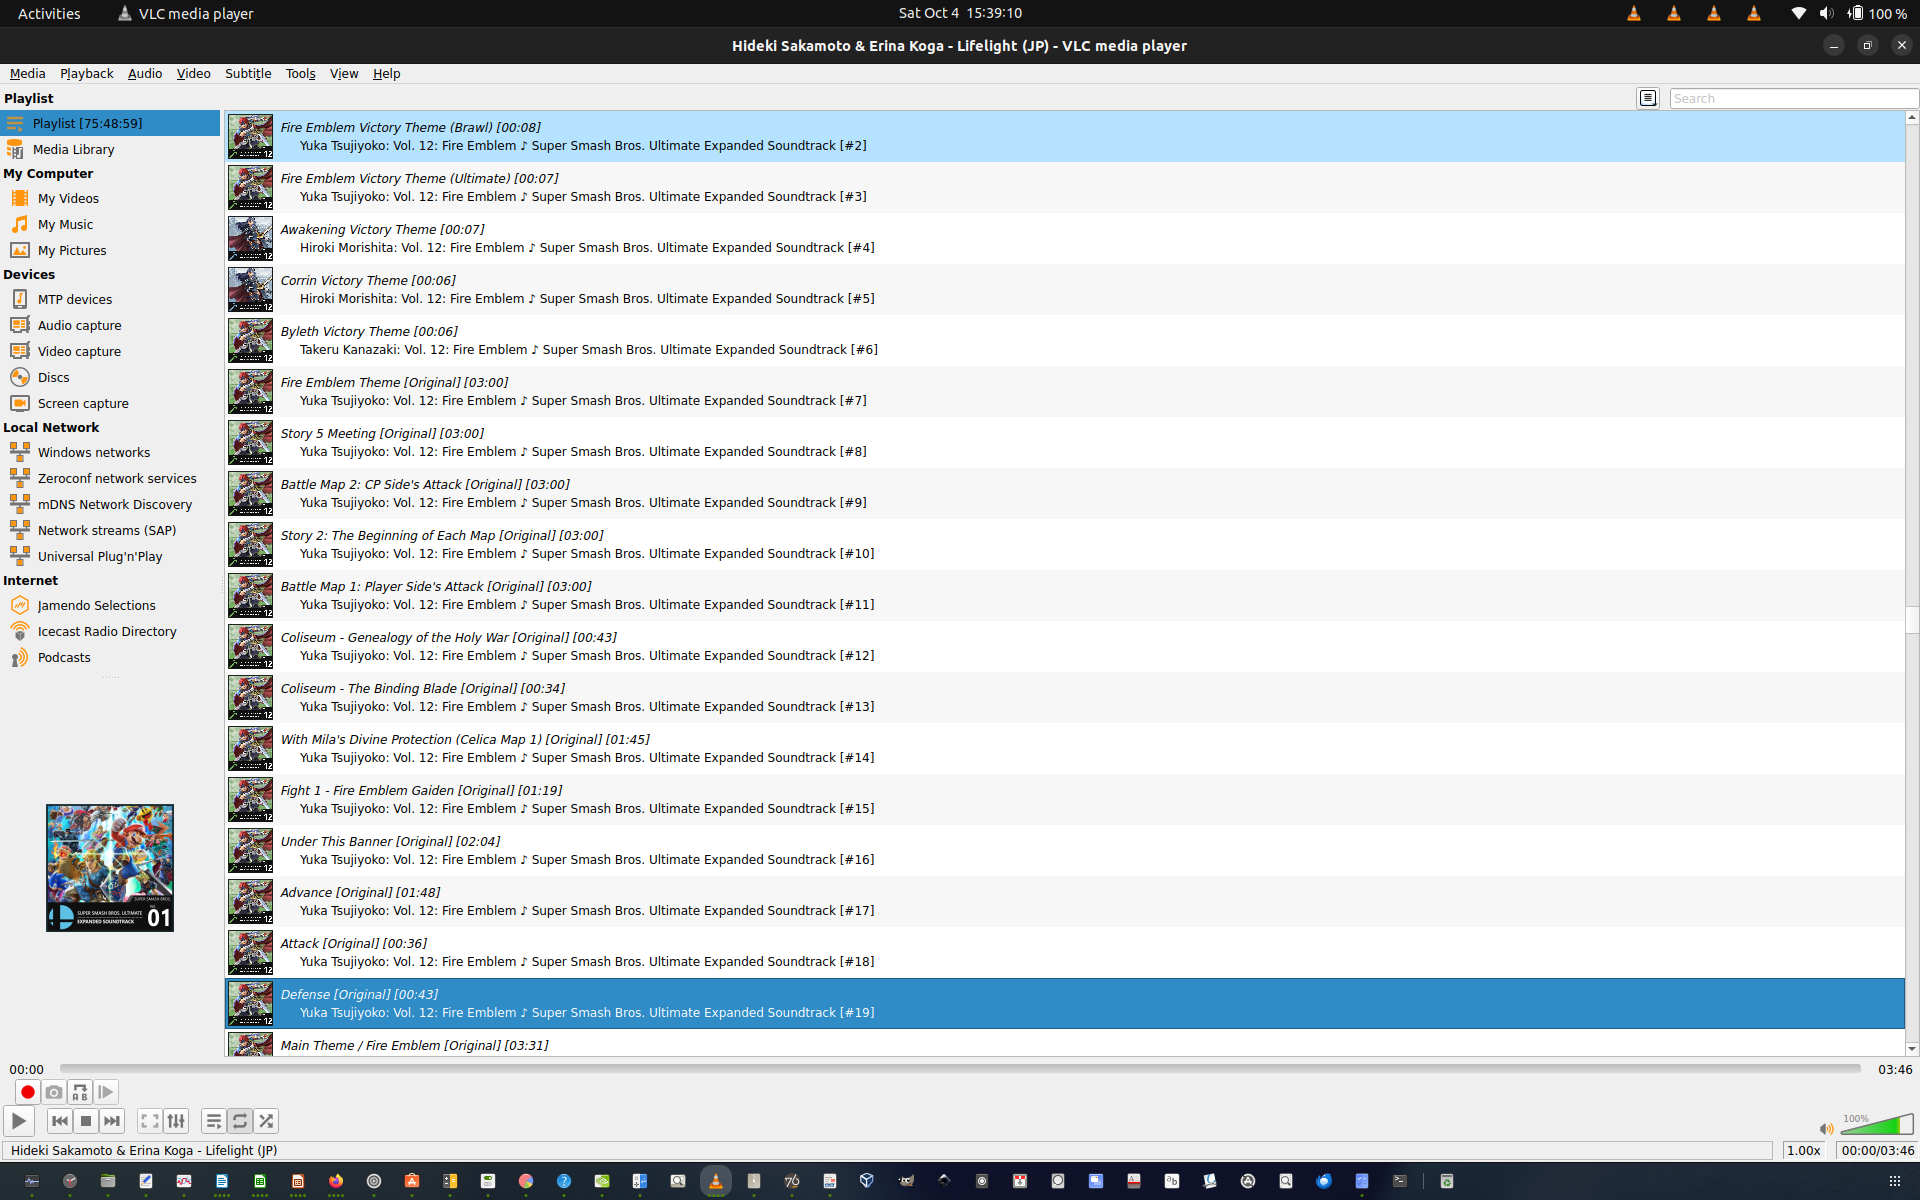 Activities
VLC media player
Sat Oct 4  15:39:10
100 %
Hideki Sakamoto & Erina Koga - Lifelight (JP) - VLC media player
Media Playback Audio Video Subtitle Tools View Help
Playlist
Search
Playlist [75:48:59]
Media Library
My Computer
My Videos
My Music
My Pictures
Devices
MTP devices
Audio capture
Video capture
Discs
Screen capture
Local Network
Windows networks
Zeroconf network services
mDNS Network Discovery
Network streams (SAP)
Universal Plug'n'Play
Internet
Jamendo Selections
Icecast Radio Directory
Podcasts
Fire Emblem Victory Theme (Brawl) [00:08]
Yuka Tsujiyoko: Vol. 12: Fire Emblem ♪ Super Smash Bros. Ultimate Expanded Soundtrack [#2]
Fire Emblem Victory Theme (Ultimate) [00:07]
Yuka Tsujiyoko: Vol. 12: Fire Emblem ♪ Super Smash Bros. Ultimate Expanded Soundtrack [#3]
Awakening Victory Theme [00:07]
Hiroki Morishita: Vol. 12: Fire Emblem ♪ Super Smash Bros. Ultimate Expanded Soundtrack [#4]
Corrin Victory Theme [00:06]
Hiroki Morishita: Vol. 12: Fire Emblem ♪ Super Smash Bros. Ultimate Expanded Soundtrack [#5]
Byleth Victory Theme [00:06]
Takeru Kanazaki: Vol. 12: Fire Emblem ♪ Super Smash Bros. Ultimate Expanded Soundtrack [#6]
Fire Emblem Theme [Original] [03:00]
Yuka Tsujiyoko: Vol. 12: Fire Emblem ♪ Super Smash Bros. Ultimate Expanded Soundtrack [#7]
Story 5 Meeting [Original] [03:00]
Yuka Tsujiyoko: Vol. 12: Fire Emblem ♪ Super Smash Bros. Ultimate Expanded Soundtrack [#8]
Battle Map 2: CP Side's Attack [Original] [03:00]
Yuka Tsujiyoko: Vol. 12: Fire Emblem ♪ Super Smash Bros. Ultimate Expanded Soundtrack [#9]
Story 2: The Beginning of Each Map [Original] [03:00]
Yuka Tsujiyoko: Vol. 12: Fire Emblem ♪ Super Smash Bros. Ultimate Expanded Soundtrack [#10]
Battle Map 1: Player Side's Attack [Original] [03:00]
Yuka Tsujiyoko: Vol. 12: Fire Emblem ♪ Super Smash Bros. Ultimate Expanded Soundtrack [#11]
Coliseum - Genealogy of the Holy War [Original] [00:43]
Yuka Tsujiyoko: Vol. 12: Fire Emblem ♪ Super Smash Bros. Ultimate Expanded Soundtrack [#12]
Coliseum - The Binding Blade [Original] [00:34]
Yuka Tsujiyoko: Vol. 12: Fire Emblem ♪ Super Smash Bros. Ultimate Expanded Soundtrack [#13]
With Mila's Divine Protection (Celica Map 1) [Original] [01:45]
Yuka Tsujiyoko: Vol. 12: Fire Emblem ♪ Super Smash Bros. Ultimate Expanded Soundtrack [#14]
Fight 1 - Fire Emblem Gaiden [Original] [01:19]
Yuka Tsujiyoko: Vol. 12: Fire Emblem ♪ Super Smash Bros. Ultimate Expanded Soundtrack [#15]
Under This Banner [Original] [02:04]
Yuka Tsujiyoko: Vol. 12: Fire Emblem ♪ Super Smash Bros. Ultimate Expanded Soundtrack [#16]
Advance [Original] [01:48]
Yuka Tsujiyoko: Vol. 12: Fire Emblem ♪ Super Smash Bros. Ultimate Expanded Soundtrack [#17]
Attack [Original] [00:36]
Yuka Tsujiyoko: Vol. 12: Fire Emblem ♪ Super Smash Bros. Ultimate Expanded Soundtrack [#18]
Defense [Original] [00:43]
Yuka Tsujiyoko: Vol. 12: Fire Emblem ♪ Super Smash Bros. Ultimate Expanded Soundtrack [#19]
Main Theme / Fire Emblem [Original] [03:31]
SUPER SMASH BROS. ULTIMATE
EXPANDED SOUNDTRACK
01
00:00
03:46
100%
Hideki Sakamoto & Erina Koga - Lifelight (JP)
1.00x
00:00/03:46